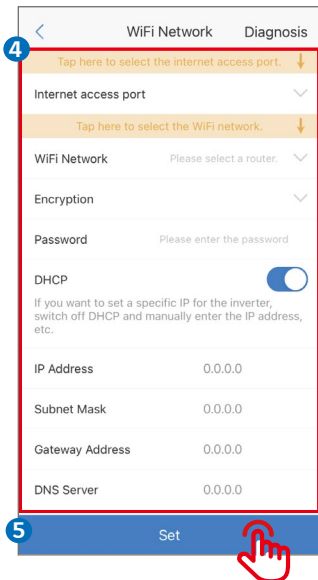 WiFi Network Diagnosis
4
Tap here to select the internet access port.
Internet access port
Tap here to select the WiFi network.
WiFi Network Please select a router.
Encryption
Password Please enter the password
DHCP
If you want to set a specific IP for the inverter,
switch off DHCP and manually enter the IP address,
etc.
IP Address 0.0.0.0
Subnet Mask 0.0.0.0
Gateway Address 0.0.0.0
DNS Server 0.0.0.0
5
Set